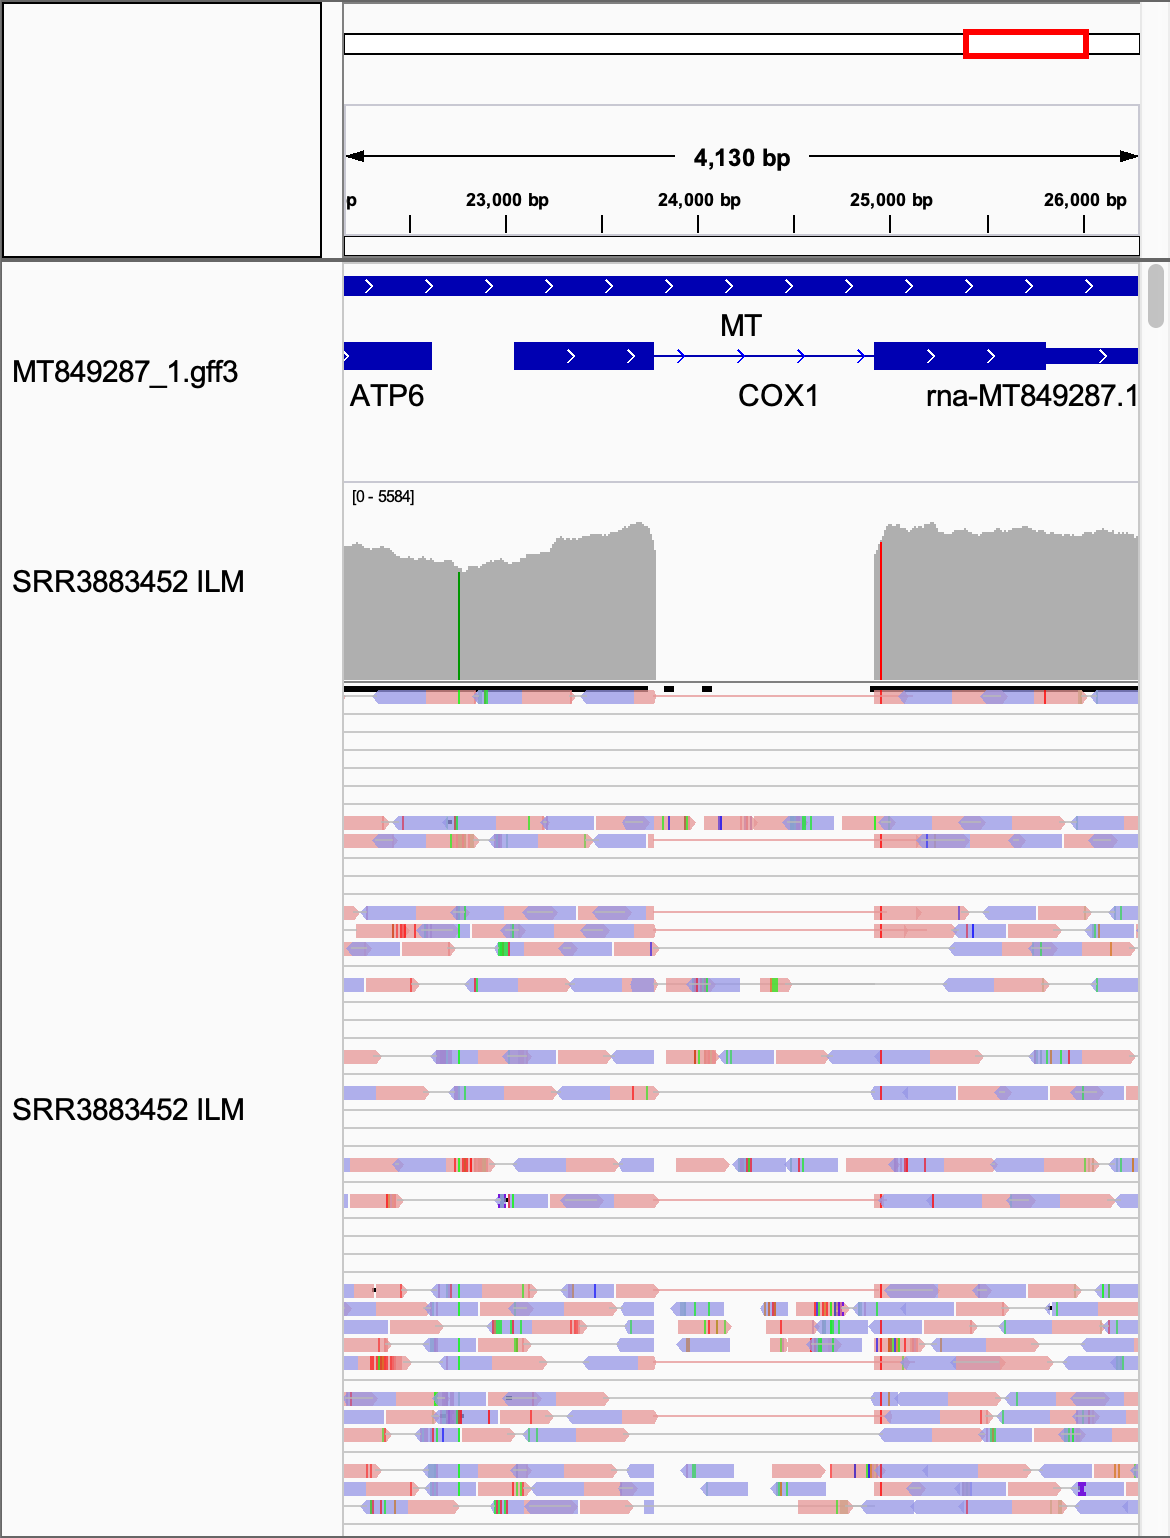 4,130 bp
p 23,000 bp 24,000 bp 25,000 bp 26,000 bp
MT
MT849287_1.gff3
ATP6 COX1 rna-MT849287.1
[0 - 5584]
SRR3883452 ILM
SRR3883452 ILM